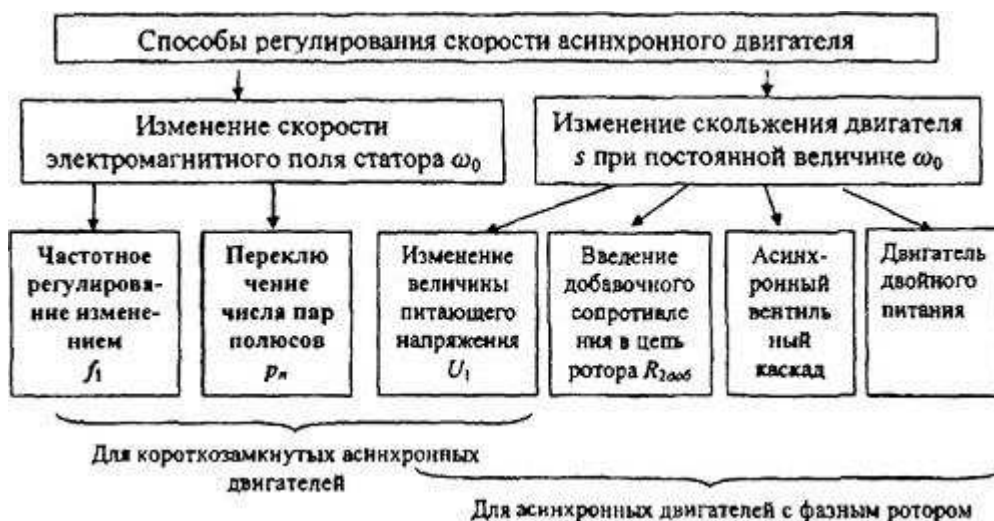 Способы регулирования скорости асинхронного двигателя
Изменение скорости
электромагнитного поля статора ω₀
Изменение скольжения двигателя
s при постоянной величине ω₀
Частотное
регулирова-
ние измене-
нием
f₁
Переклю
чение
числа пар
полюсов
pₙ
Изменение
величины
питающего
напряжения
U₁
Введение
добавочного
сопротивле
ния в цепь
ротора R₂доб
Асинх-
ронный
вентиль
ный
каскад
Двигатель
двойного
питания
Для короткозамкнутых асинхронных
двигателей
Для асинхронных двигателей с фазным ротором